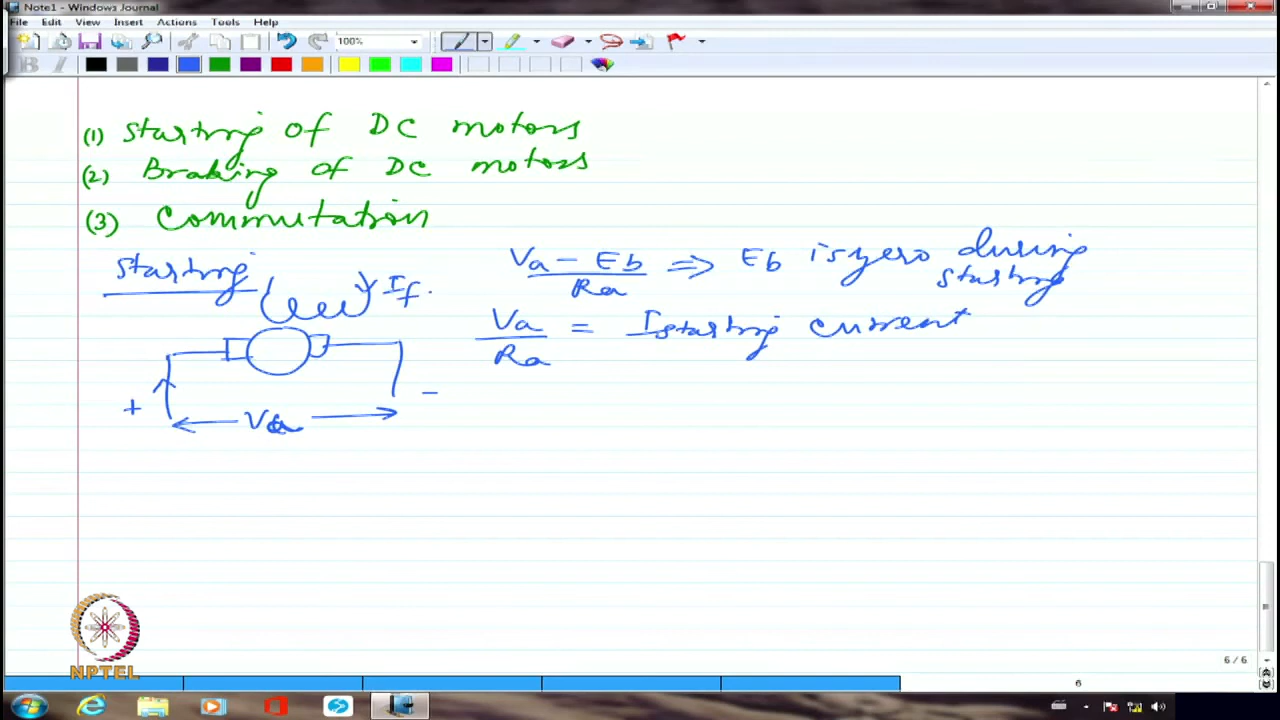 Note1 - Windows Journal
File Edit View Insert Actions Tools Help
100%
B I
(1) Starting of DC motors
(2) Braking of DC motors
(3) Commutation
Starting
If.
Va - Eb / Ra ⇒ Eb is zero during starting
Va / Ra = Istarting current
+ Va -
NPTEL
6 / 6
6